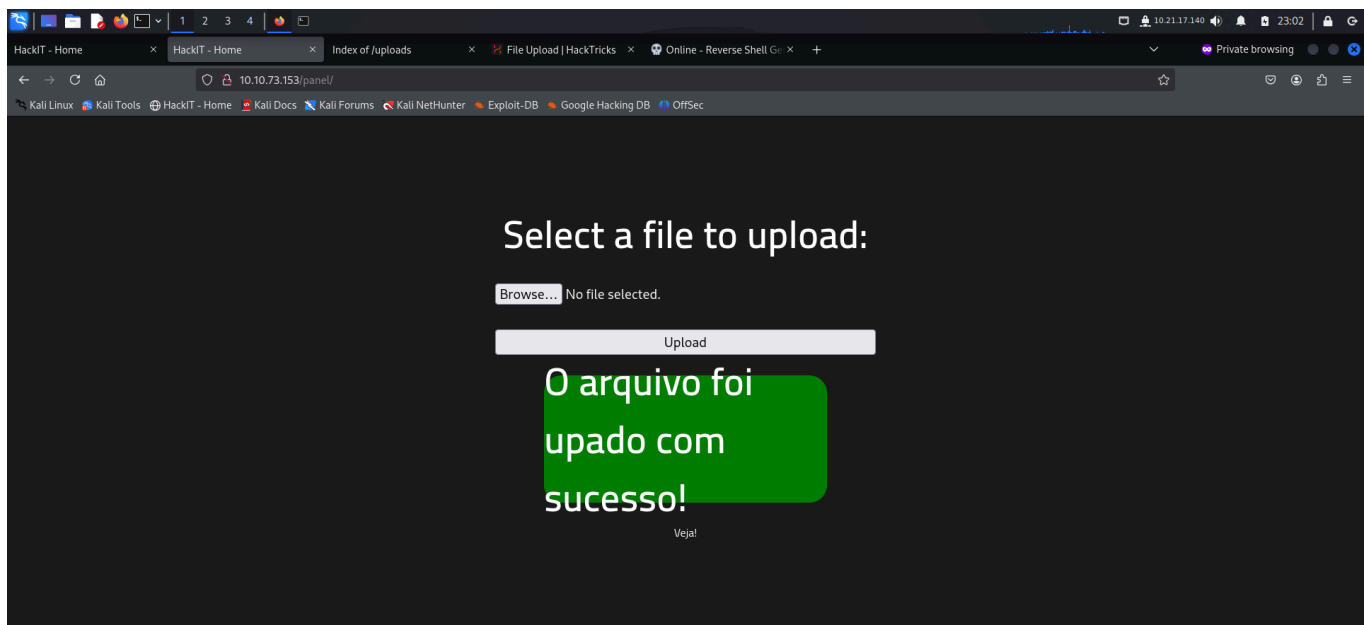 1 2 3 4 10.21.17.140 23:02
HackIT - Home HackIT - Home Index of /uploads File Upload | HackTricks Online - Reverse Shell Ge Private browsing
10.10.73.153/panel/
Kali Linux Kali Tools HackIT - Home Kali Docs Kali Forums Kali NetHunter Exploit-DB Google Hacking DB OffSec
Select a file to upload:
Browse... No file selected.
Upload
O arquivo foi
upado com
sucesso!
Veja!